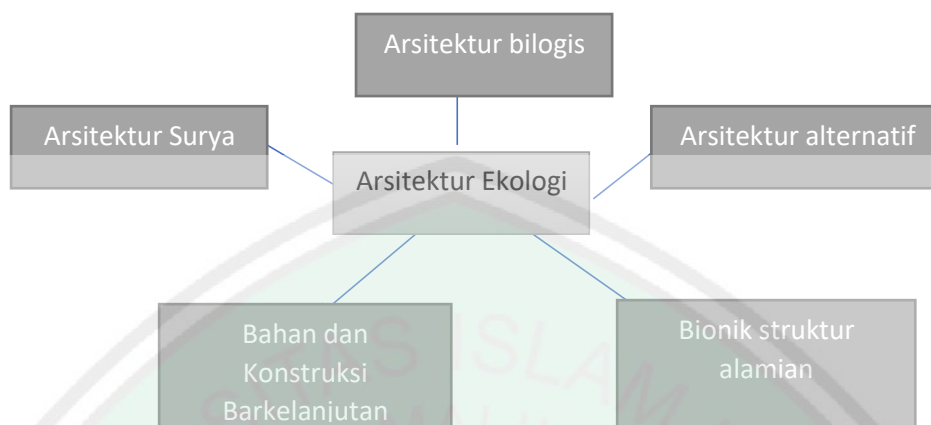 Arsitektur bilogis
Arsitektur Surya
Arsitektur alternatif
Arsitektur Ekologi
Bahan dan
Konstruksi
Barkelanjutan
Bionik struktur
alamian